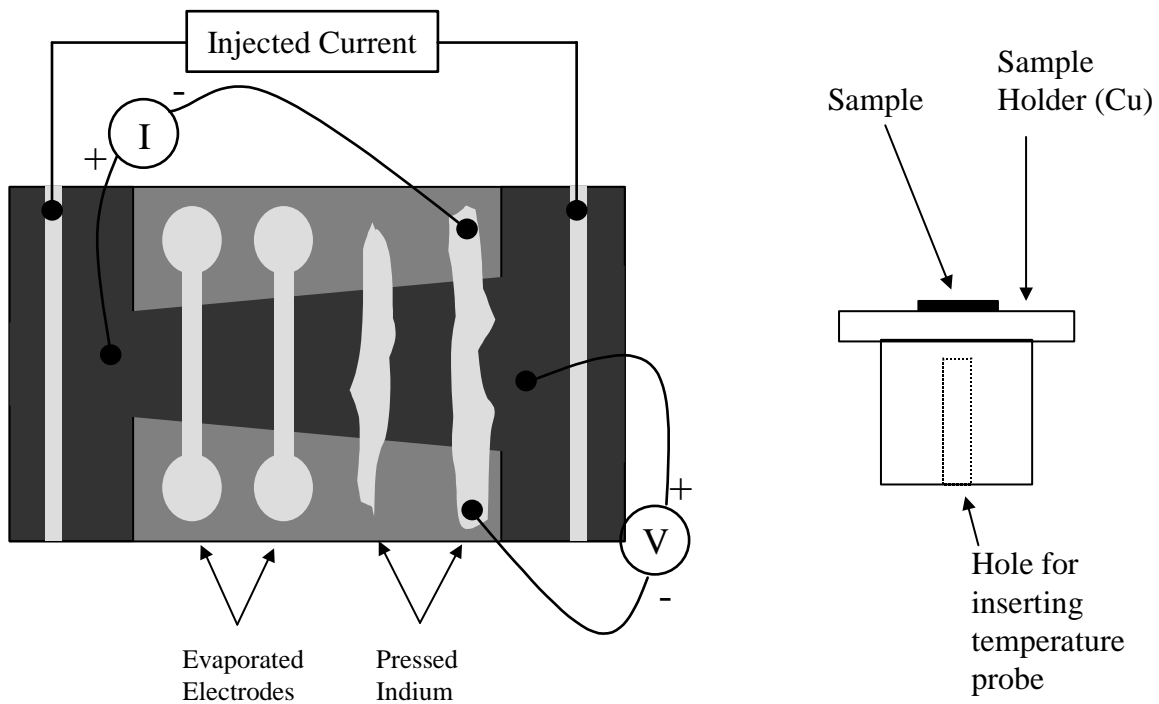 Injected Current
-
I
+
Sample
Sample
Holder (Cu)
+
V
-
Evaporated
Electrodes
Pressed
Indium
Hole for
inserting
temperature
probe